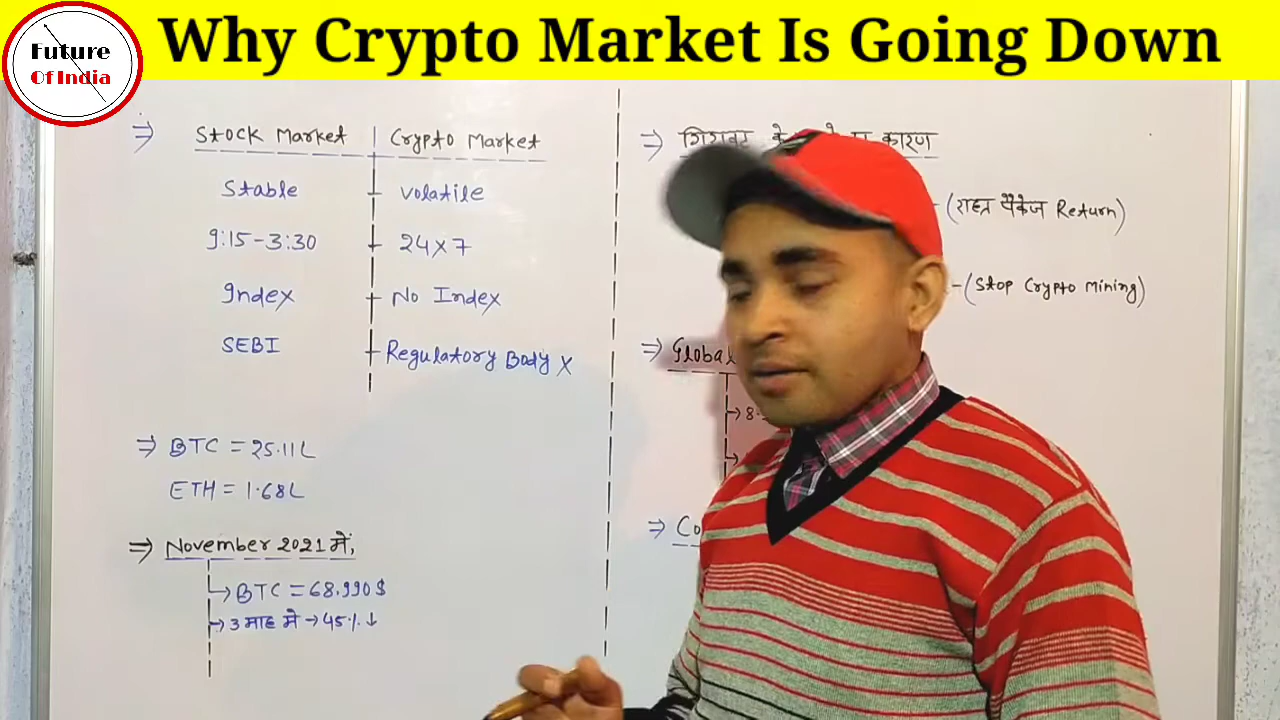 Future
Of India
Why Crypto Market Is Going Down
⇒ Stock Market | Crypto Market
Stable - volatile
9:15-3:30 - 24x7
Index - No Index
SEBI - Regulatory Body x
⇒ BTC = 25.11L
ETH = 1.68L
⇒ November 2021 में,
→ BTC = 68.990$
→ 3 माह में → 45% ↓
⇒ गिरावट कारण
- (राहत पैकेज Return)
- (Stop Crypto Mining)
⇒ Global